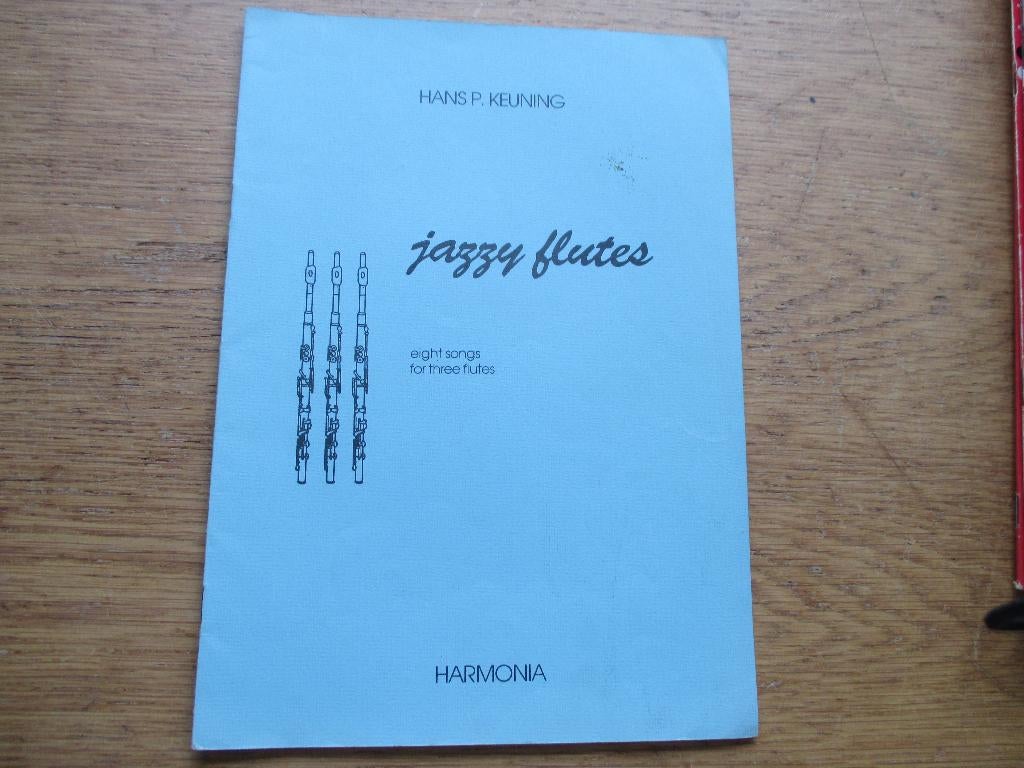 HANS P. KEUNING
jazzy flutes
eight songs
for three flutes
HARMONIA